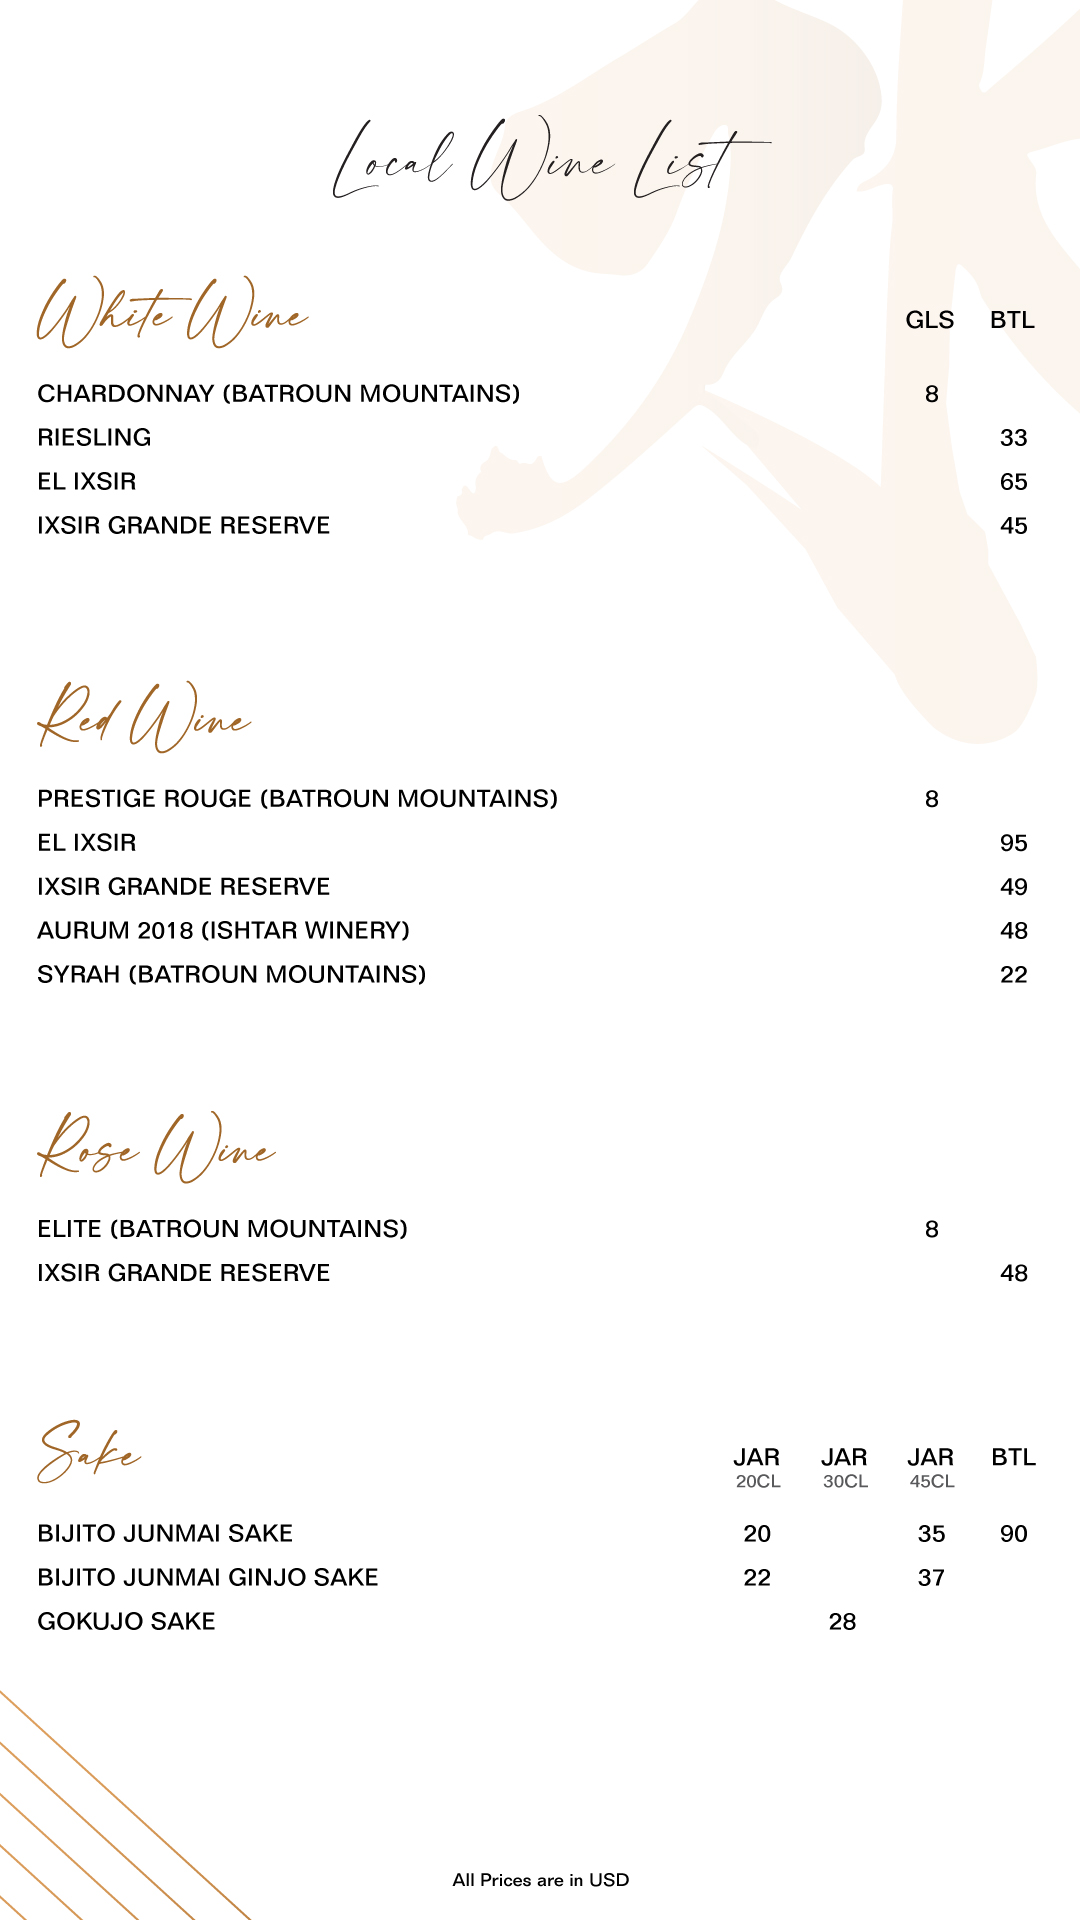 Local Wine List
White Wine GLS BTL
CHARDONNAY (BATROUN MOUNTAINS) 8
RIESLING 33
EL IXSIR 65
IXSIR GRANDE RESERVE 45
Red Wine
PRESTIGE ROUGE (BATROUN MOUNTAINS) 8
EL IXSIR 95
IXSIR GRANDE RESERVE 49
AURUM 2018 (ISHTAR WINERY) 48
SYRAH (BATROUN MOUNTAINS) 22
Rose Wine
ELITE (BATROUN MOUNTAINS) 8
IXSIR GRANDE RESERVE 48
Sake JAR JAR JAR BTL
20CL 30CL 45CL
BIJITO JUNMAI SAKE 20 35 90
BIJITO JUNMAI GINJO SAKE 22 37
GOKUJO SAKE 28
All Prices are in USD